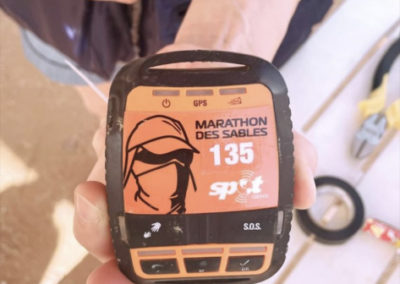 GPS
MARATHON
DES SABLES
135
spot
S.O.S.